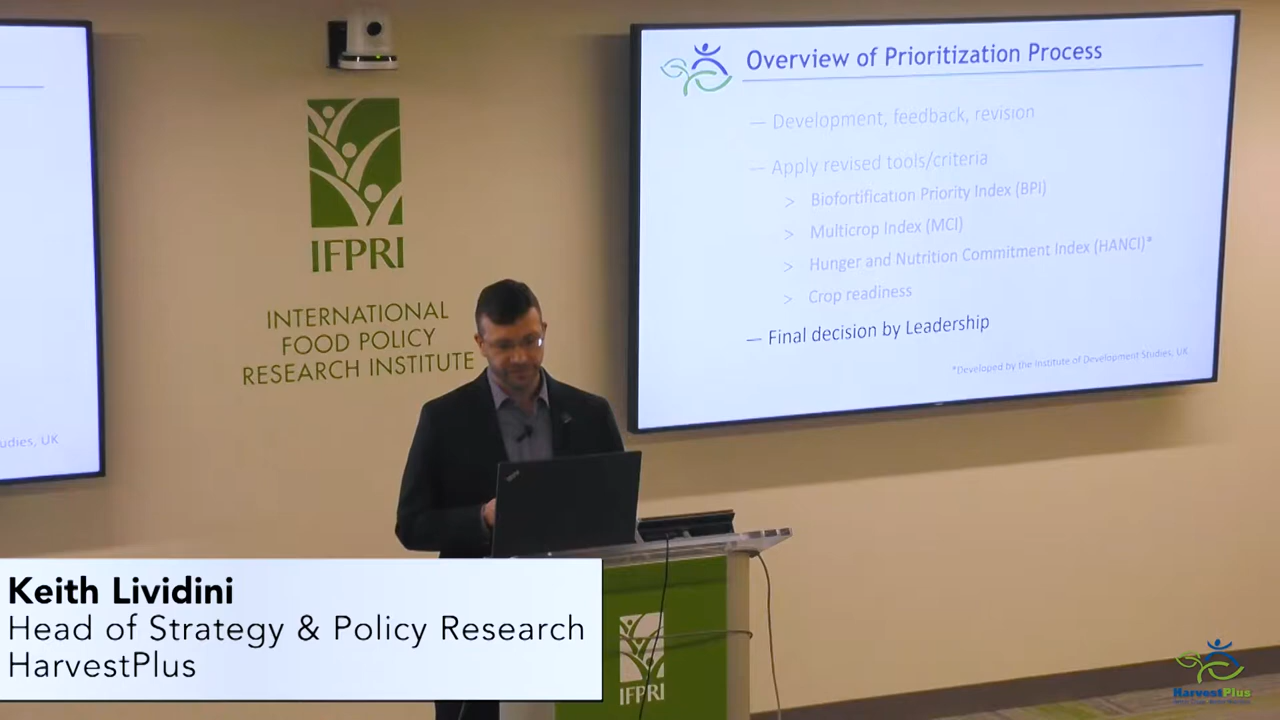 Overview of Prioritization Process
— Development, feedback, revision
— Apply revised tools/criteria
> Biofortification Priority Index (BPI)
> Multicrop Index (MCI)
> Hunger and Nutrition Commitment Index (HANCI)*
> Crop readiness
— Final decision by Leadership
*Developed by the Institute of Development Studies, UK
tudies, UK
IFPRI
INTERNATIONAL
FOOD POLICY
RESEARCH INSTITUTE
ThinkPad
IFPRI
Keith Lividini
Head of Strategy & Policy Research
HarvestPlus
HarvestPlus